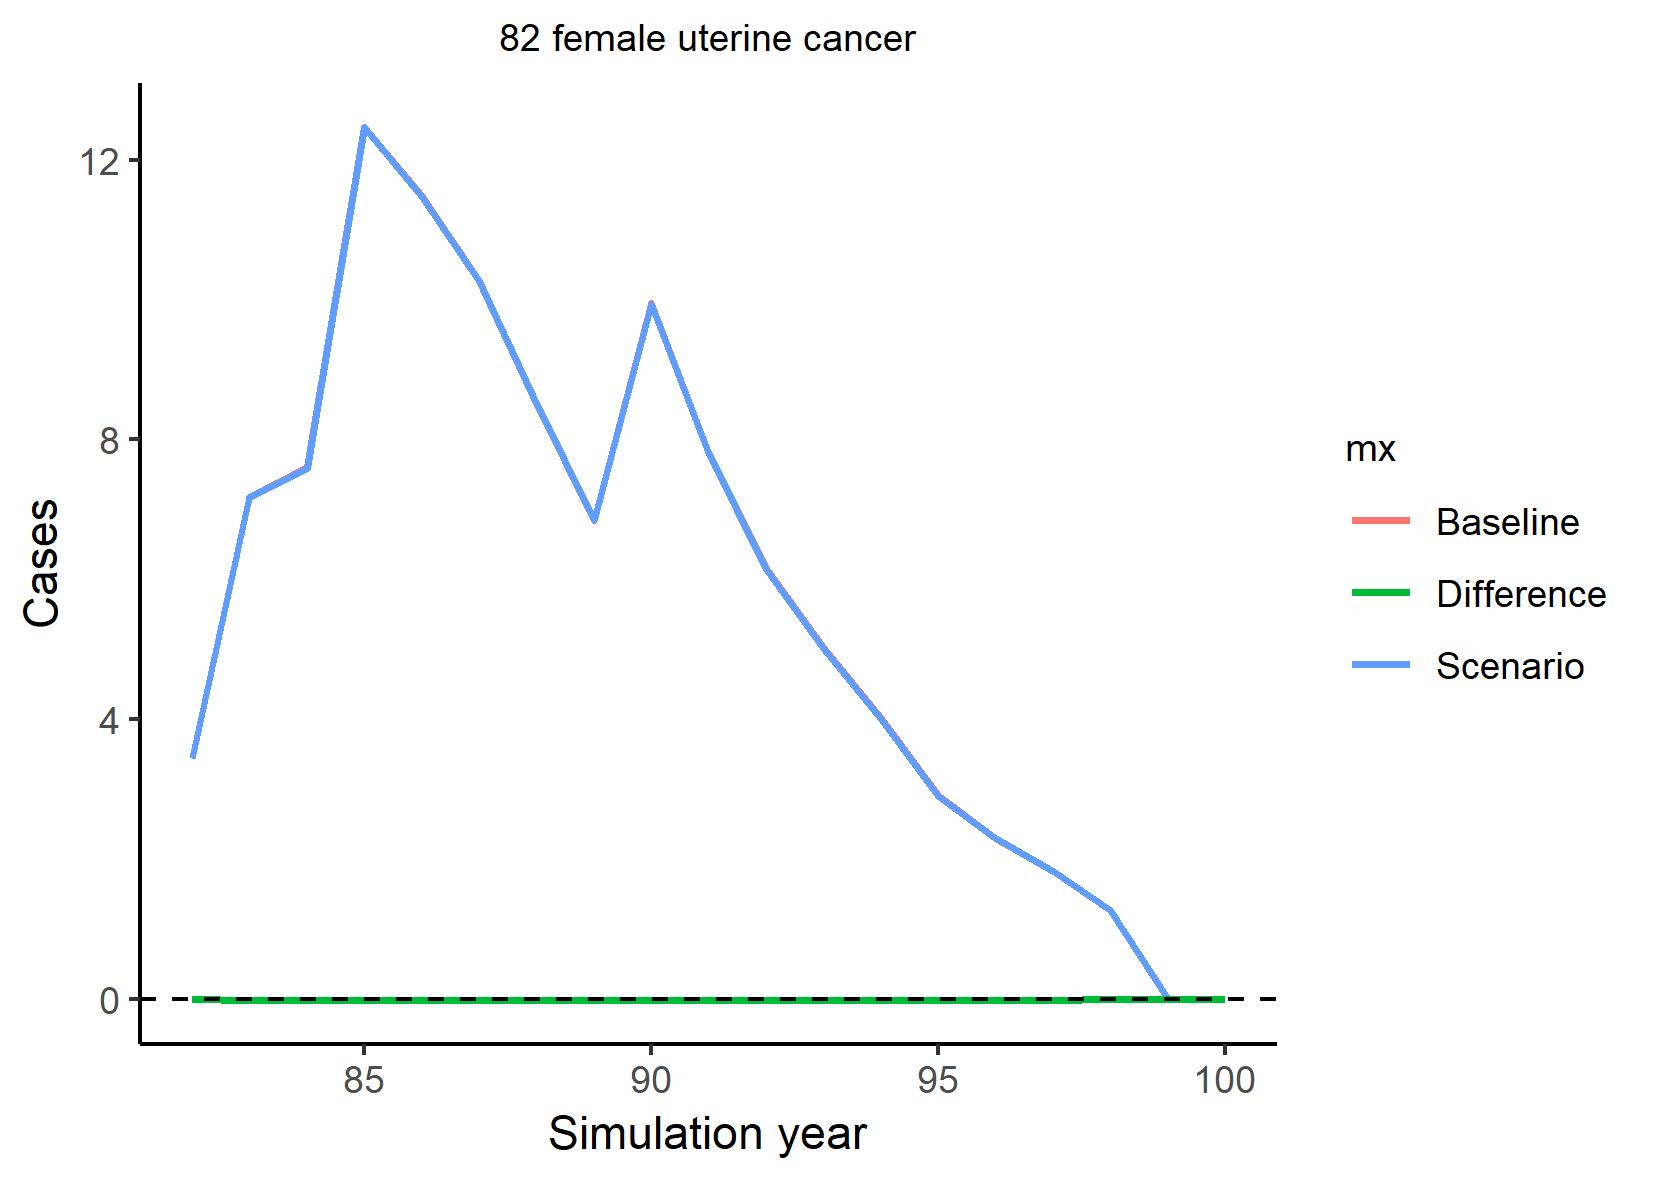 82 female uterine cancer
12
8
4
0
Cases
85 90 95 100
Simulation year
mx
Baseline
Difference
Scenario